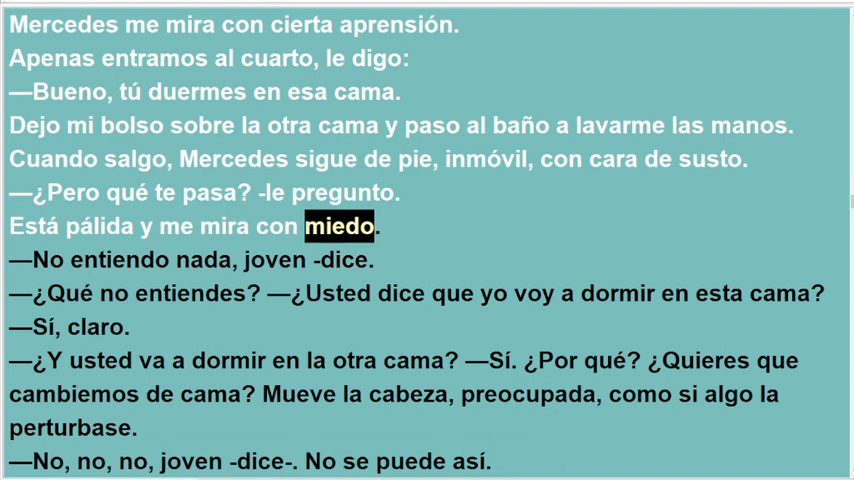 Mercedes me mira con cierta aprensión.
Apenas entramos al cuarto, le digo:
—Bueno, tú duermes en esa cama.
Dejo mi bolso sobre la otra cama y paso al baño a lavarme las manos.
Cuando salgo, Mercedes sigue de pie, inmóvil, con cara de susto.
—¿Pero qué te pasa? -le pregunto.
Está pálida y me mira con miedo.
—No entiendo nada, joven -dice.
—¿Qué no entiendes? —¿Usted dice que yo voy a dormir en esta cama?
—Sí, claro.
—¿Y usted va a dormir en la otra cama? —Sí. ¿Por qué? ¿Quieres que
cambiemos de cama? Mueve la cabeza, preocupada, como si algo la
perturbase.
—No, no, no, joven -dice-. No se puede así.